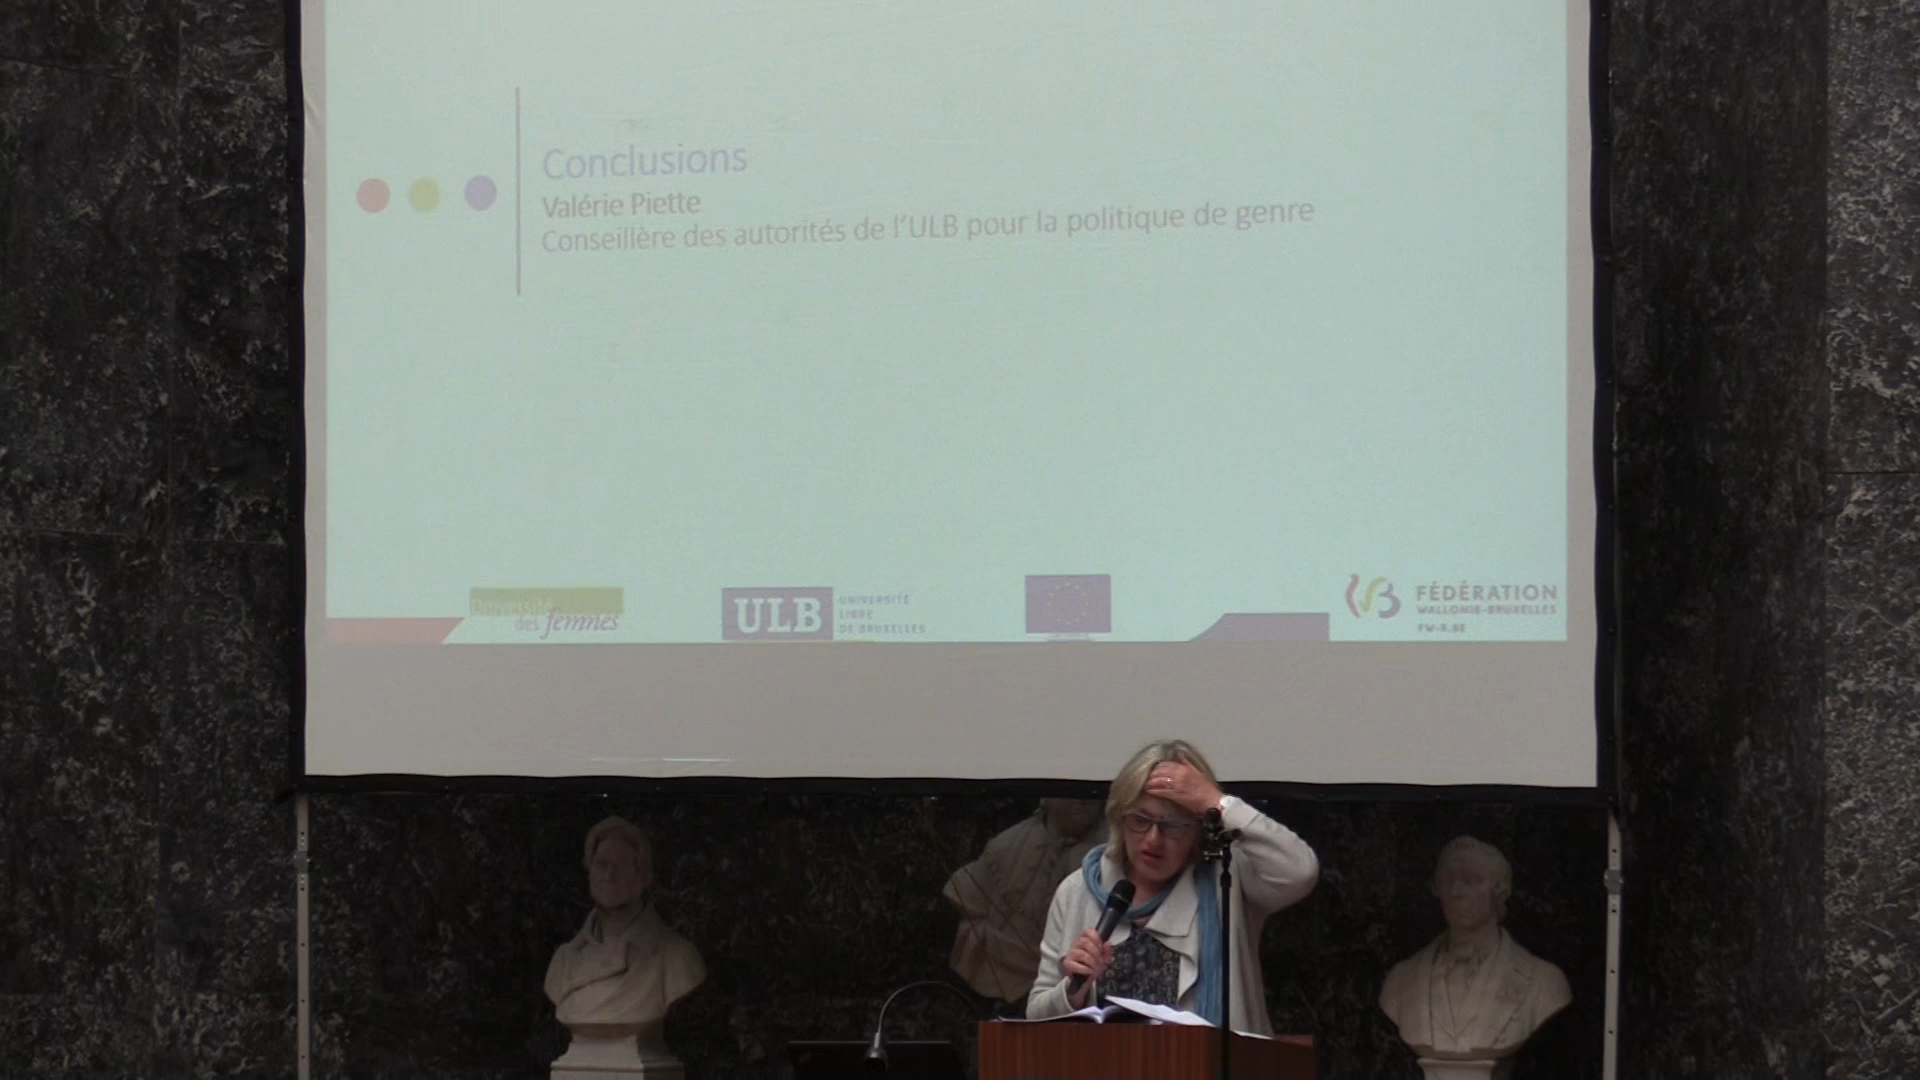 Conclusions
Valérie Piette
Conseillère des autorités de l'ULB pour la politique de genre
Université
des femmes
ULB
UNIVERSITÉ
LIBRE
DE BRUXELLES
FÉDÉRATION
WALLONIE-BRUXELLES
FW-B.BE